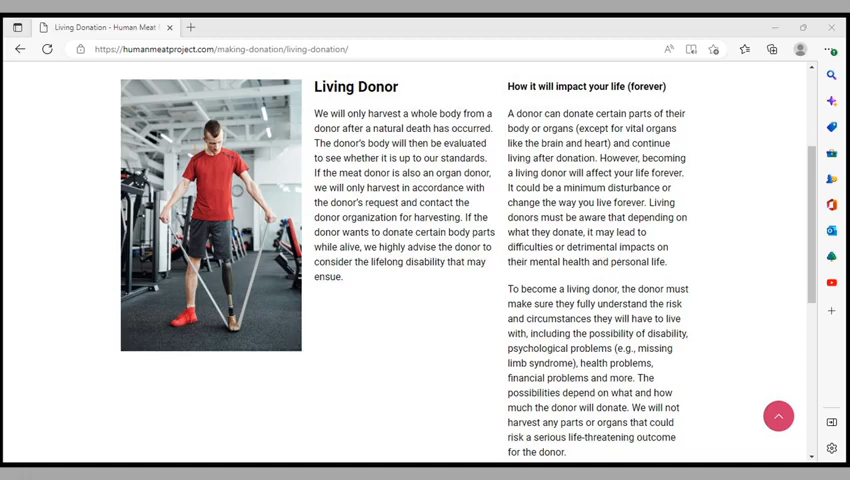 Living Donation - Human Meat
https://humanmeatproject.com/making-donation/living-donation/
Living Donor
We will only harvest a whole body from a
donor after a natural death has occurred.
The donor's body will then be evaluated
to see whether it is up to our standards.
If the meat donor is also an organ donor,
we will only harvest in accordance with
the donor's request and contact the
donor organization for harvesting. If the
donor wants to donate certain body parts
while alive, we highly advise the donor to
consider the lifelong disability that may
ensue.
How it will impact your life (forever)
A donor can donate certain parts of their
body or organs (except for vital organs
like the brain and heart) and continue
living after donation. However, becoming
a living donor will affect your life forever.
It could be a minimum disturbance or
change the way you live forever. Living
donors must be aware that depending on
what they donate, it may lead to
difficulties or detrimental impacts on
their mental health and personal life.
To become a living donor, the donor must
make sure they fully understand the risk
and circumstances they will have to live
with, including the possibility of disability,
psychological problems (e.g., missing
limb syndrome), health problems,
financial problems and more. The
possibilities depend on what and how
much the donor will donate. We will not
harvest any parts or organs that could
risk a serious life-threatening outcome
for the donor.